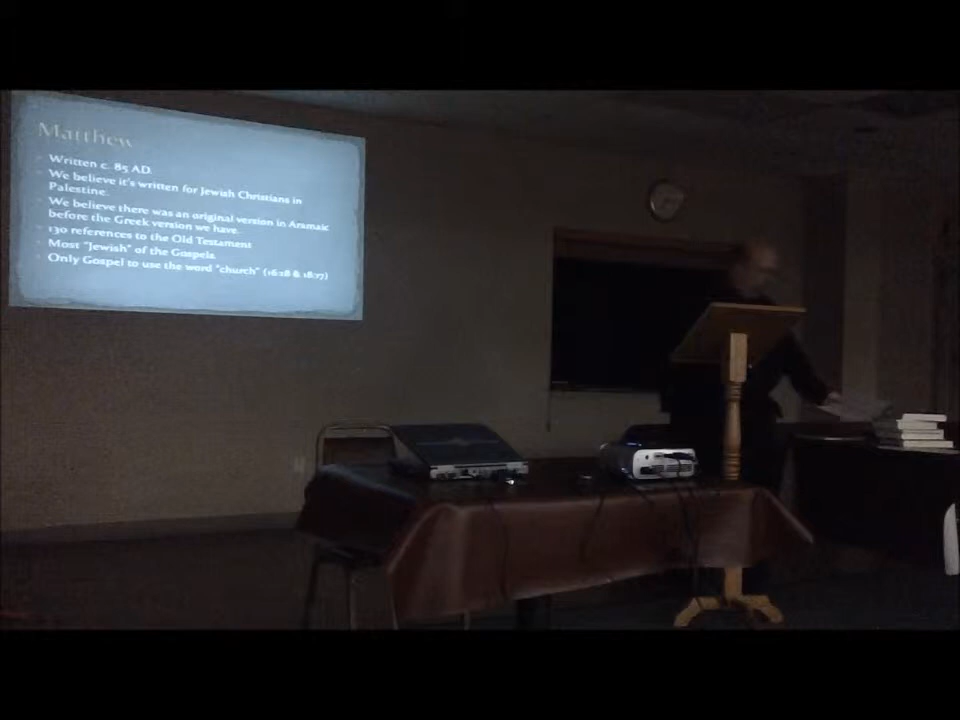 Matthew
Written c. 85 AD.
We believe it's written for Jewish Christians in
Palestine.
We believe there was an original version in Aramaic
before the Greek version we have.
130 references to the Old Testament
Most "Jewish" of the Gospels
Only Gospel to use the word "church" (16:18 & 18:17)